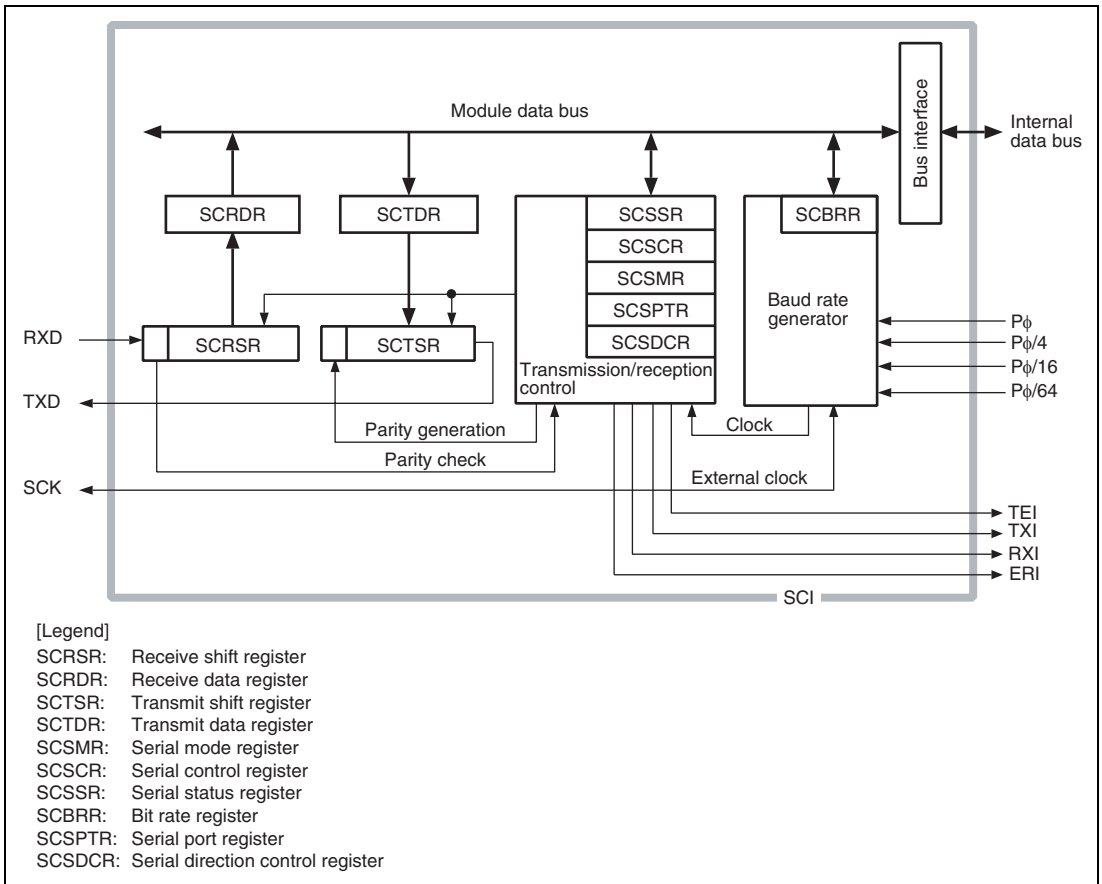 Module data bus
Bus interface
Internal
data bus
SCRDR
SCTDR
SCSSR
SCBRR
SCSCR
SCSMR
SCSPTR
SCSDCR
Baud rate
generator
RXD
SCRSR
SCTSR
Transmission/reception
control
Pϕ
Pϕ/4
Pϕ/16
Pϕ/64
TXD
Parity generation
Clock
Parity check
SCK
External clock
TEI
TXI
RXI
ERI
SCI
[Legend]
SCRSR: Receive shift register
SCRDR: Receive data register
SCTSR: Transmit shift register
SCTDR: Transmit data register
SCSMR: Serial mode register
SCSCR: Serial control register
SCSSR: Serial status register
SCBRR: Bit rate register
SCSPTR: Serial port register
SCSDCR: Serial direction control register